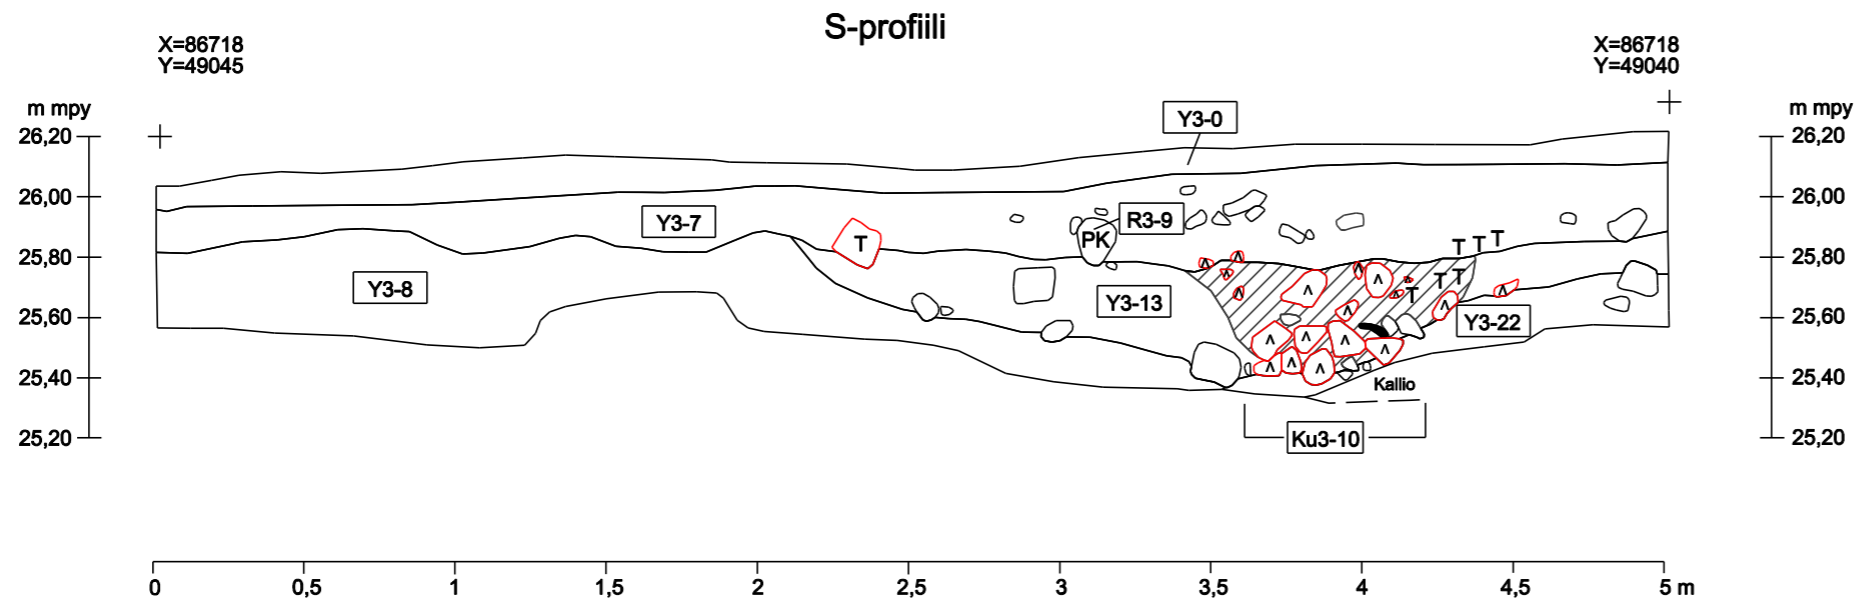 S-profiili
X=86718
Y=49045
X=86718
Y=49040
m mpy
m mpy
26,20
26,20
26,00
26,00
25,80
25,80
25,60
25,60
25,40
25,40
25,20
25,20
Y3-0
Y3-7
R3-9
PK
T
T T T
T T T
Y3-8
Y3-13
Y3-22
^ ^ ^ ^ ^ ^ ^ ^ ^ ^ ^ ^ ^ ^ ^ ^ ^ ^ ^ ^
Kallio
Ku3-10
0 0,5 1 1,5 2 2,5 3 3,5 4 4,5 5 m